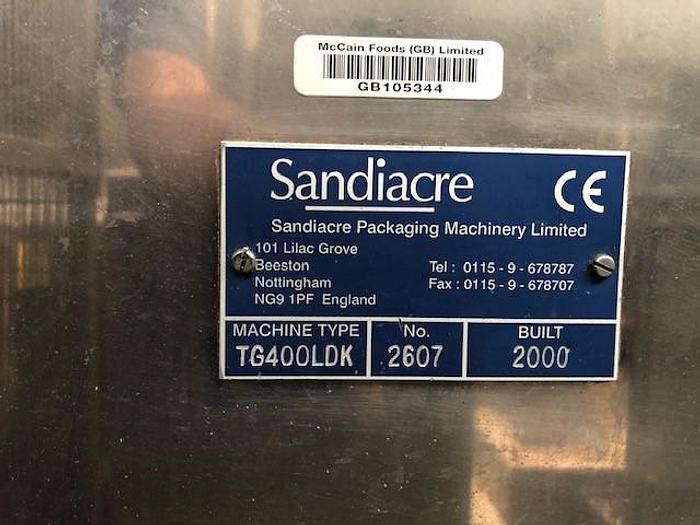 McCain Foods (GB) Limited
GB105344
Sandiacre CE
Sandiacre Packaging Machinery Limited
101 Lilac Grove
Beeston
Nottingham
NG9 1PF England
Tel : 0115 - 9 - 678787
Fax : 0115 - 9 - 678707
MACHINE TYPE No. BUILT
TG400LDK 2607 2000